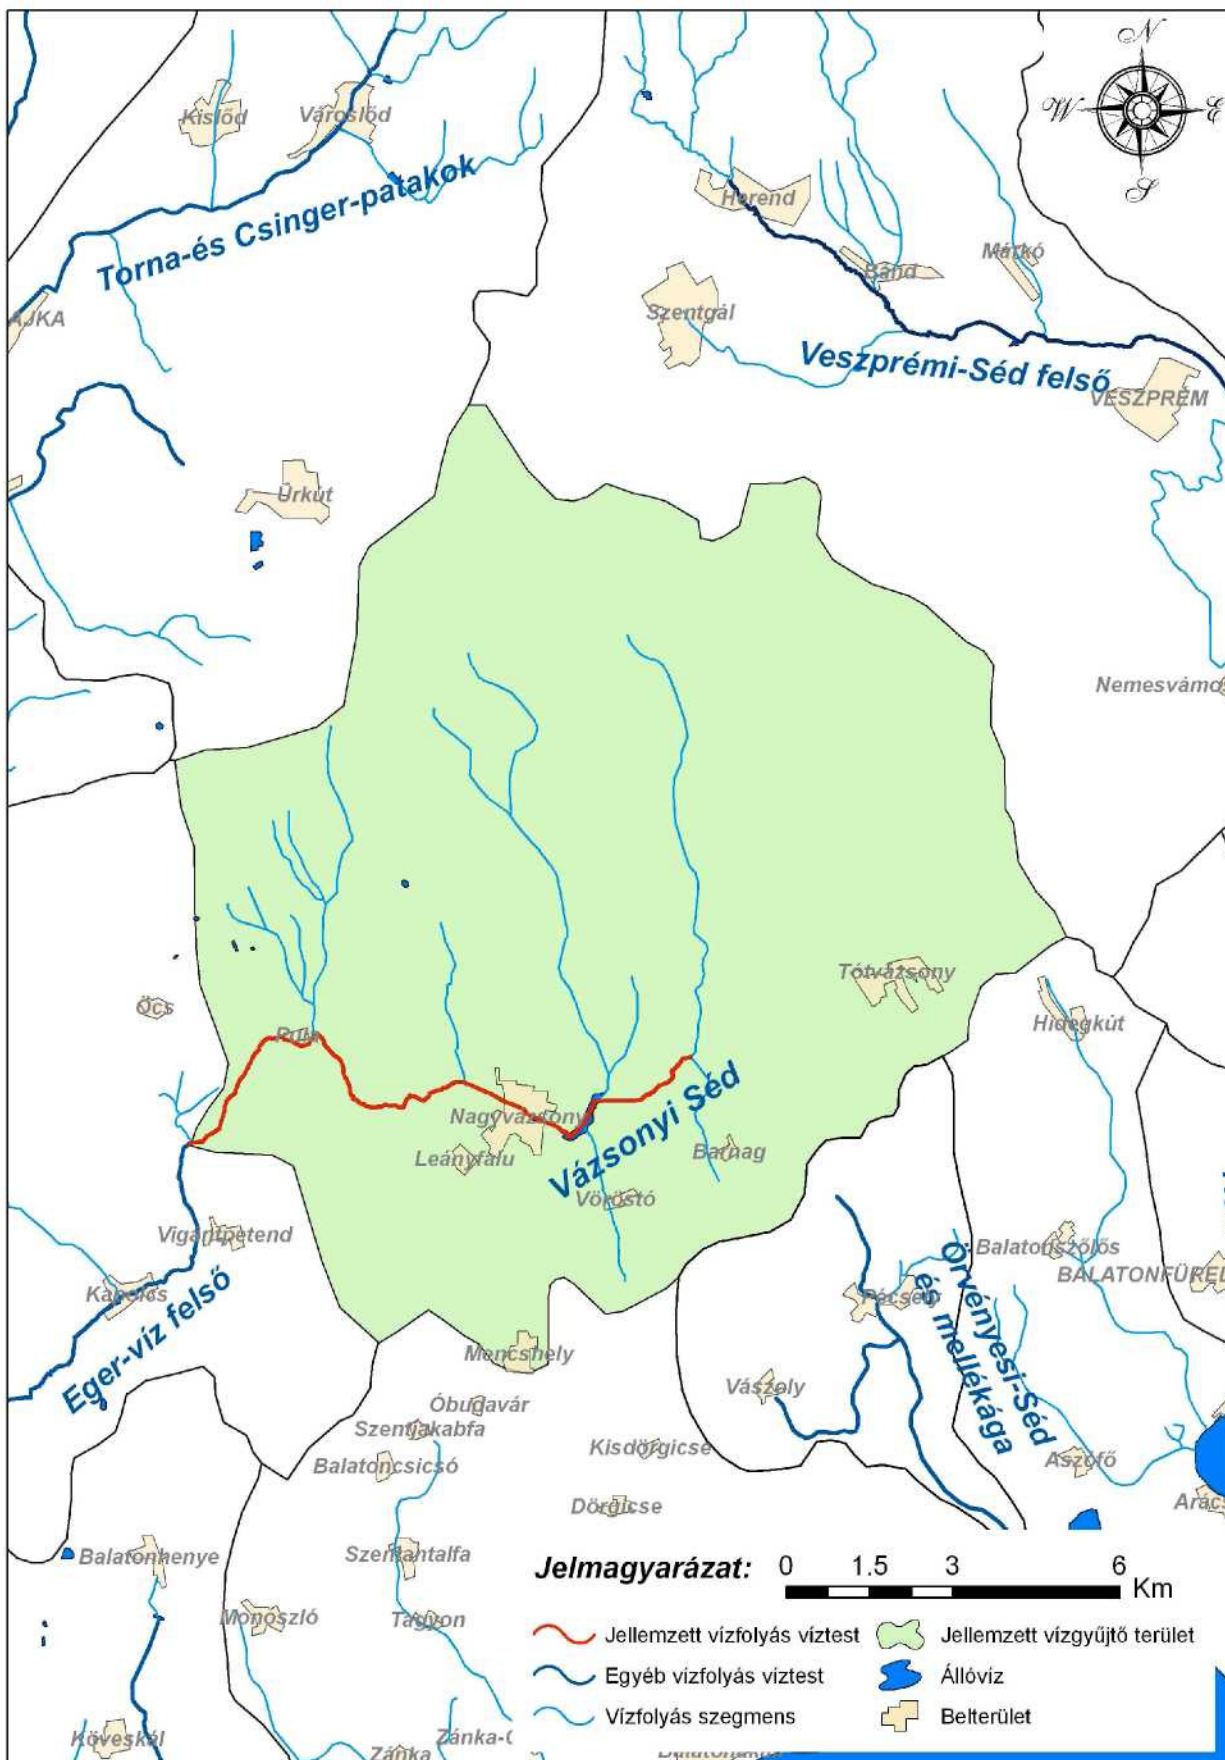 N
W
E
S
Kislőd
Városlőd
Torna-és Csinger-patakok
AJKA
Herend
Bánd
Márkó
Szentgál
Veszprémi-Séd felső
VESZPRÉM
Úrkút
Nemesvámo
Tótvázsony
Öcs
Pula
Hidegkút
Nagyvázsony
Leányfalu
Vázsonyi Séd
Barnag
Vöröstó
Vigántpetend
Kapolcs
Eger-víz felső
Balatonszőlős
BALATONFÜRED
Pécsely
Örvényesi-Séd
és mellékága
Mencshely
Vászoly
Óbudavár
Szentjakabfa
Balatoncsicsó
Kisdörgicse
Aszófő
Dörgicse
Arács
Balatonhenye
Szentantalfa
Monoszló
Tagyon
Köveskál
Zánka
Jelmagyarázat:
0 1.5 3 6
Km
Jellemzett vízfolyás víztest
Jellemzett vízgyűjtő terület
Egyéb vízfolyás víztest
Állóvíz
Vízfolyás szegmens
Belterület